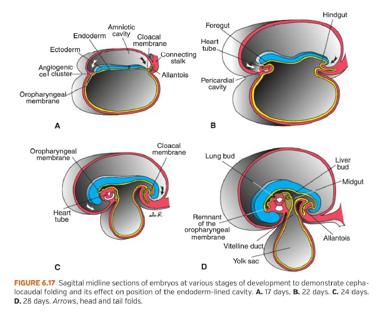 Amniotic
cavity
Endoderm
Cloacal
membrane
Ectoderm
Connecting
stalk
Angiogenic
cell cluster
Allantois
Oropharyngeal
membrane
A
Hindgut
Foregut
Heart
tube
Pericardial
cavity
B
Oropharyngeal
membrane
Cloacal
membrane
Heart
tube
C
Lung bud
Liver
bud
Midgut
Remnant
of the
oropharyngeal
membrane
Allantois
Vitelline duct
Yolk sac
D
FIGURE 6.17 Sagittal midline sections of embryos at various stages of development to demonstrate cepha-
locaudal folding and its effect on position of the endoderm-lined cavity. A. 17 days. B. 22 days. C. 24 days.
D. 28 days. Arrows, head and tail folds.